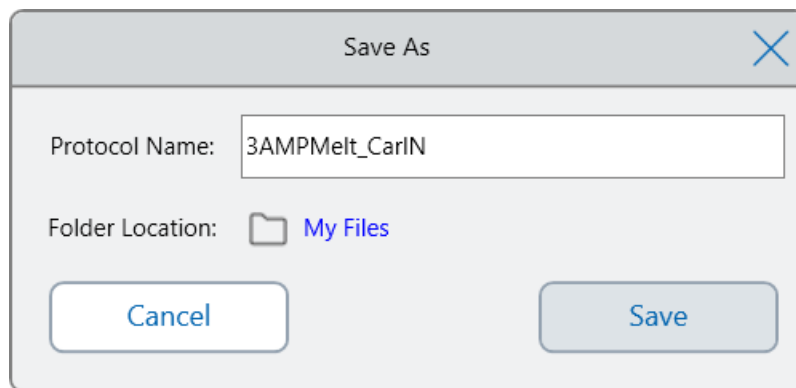 Save As
Protocol Name: 3AMPMelt_CarIN
Folder Location: My Files
Cancel Save